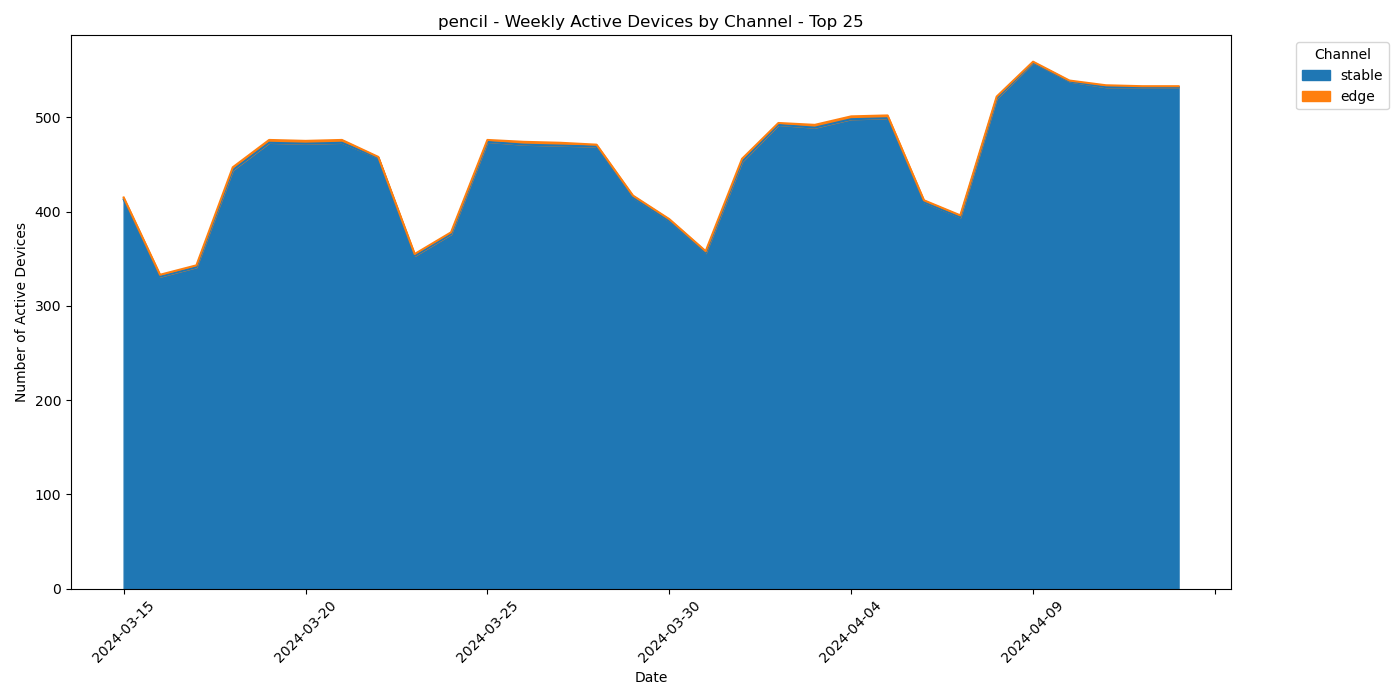 pencil - Weekly Active Devices by Channel - Top 25
Channel
stable
edge
Number of Active Devices
500
400
300
200
100
0
2024-03-15
2024-03-20
2024-03-25
2024-03-30
2024-04-04
2024-04-09
Date